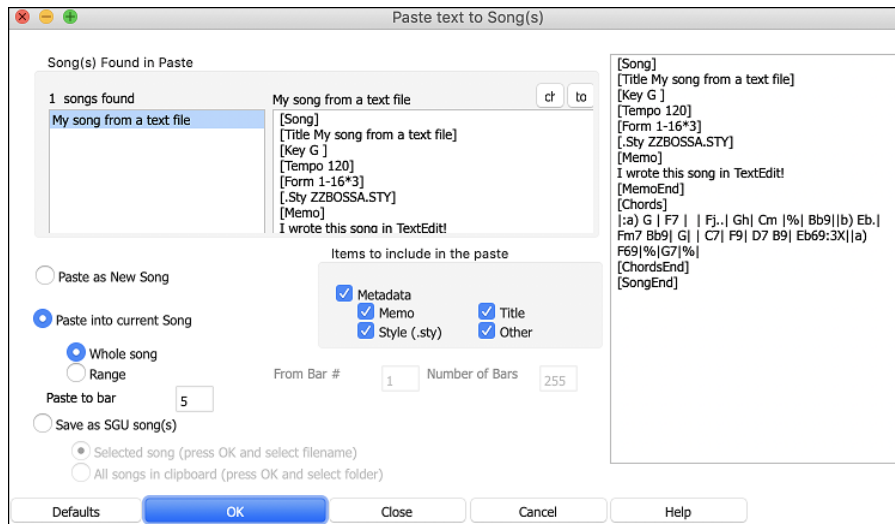 Paste text to Song(s)
Song(s) Found in Paste
1 songs found
My song from a text file
My song from a text file
to
[Song]
[Title My song from a text file]
[Key G ]
[Tempo 120]
[Form 1-16*3]
[.Sty ZZBOSSA.STY]
[Memo]
I wrote this song in TextEdit!
Items to include in the paste
Metadata
Memo
Title
Style (.sty)
Other
Paste as New Song
Paste into current Song
Whole song
Range
From Bar # 1 Number of Bars 255
Paste to bar 5
Save as SGU song(s)
Selected song (press OK and select filename)
All songs in clipboard (press OK and select folder)
[Song]
[Title My song from a text file]
[Key G ]
[Tempo 120]
[Form 1-16*3]
[.Sty ZZBOSSA.STY]
[Memo]
I wrote this song in TextEdit!
[MemoEnd]
[Chords]
|:a) G | F7 | | Fj..| Gh| Cm |%| Bb9||b) Eb.|
Fm7 Bb9| G| | C7| F9| D7 B9| Eb69:3X||a)
F69|%|G7|%|
[ChordsEnd]
[SongEnd]
Defaults
OK
Close
Cancel
Help